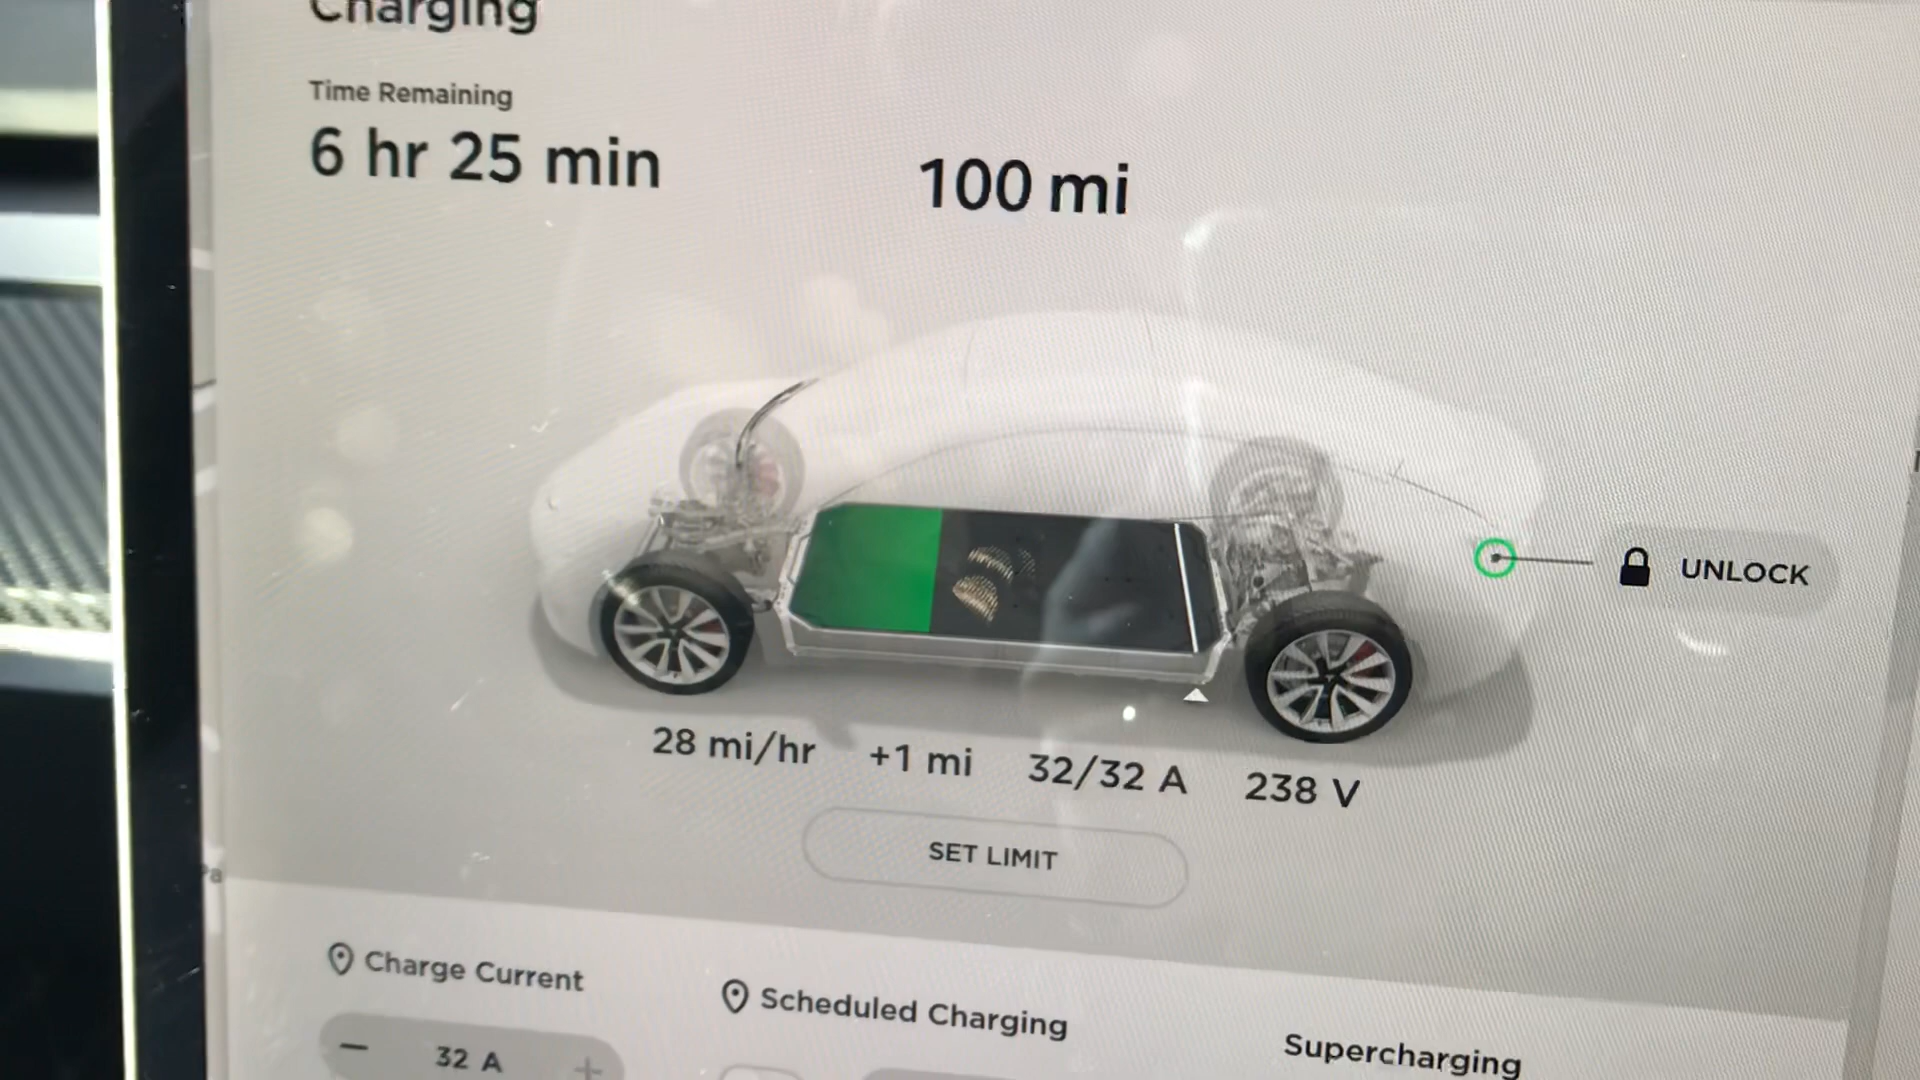 Charging
Time Remaining
6 hr 25 min
100 mi
UNLOCK
28 mi/hr +1 mi 32/32 A 238 V
SET LIMIT
Charge Current
Scheduled Charging
Supercharging
− 32 A +